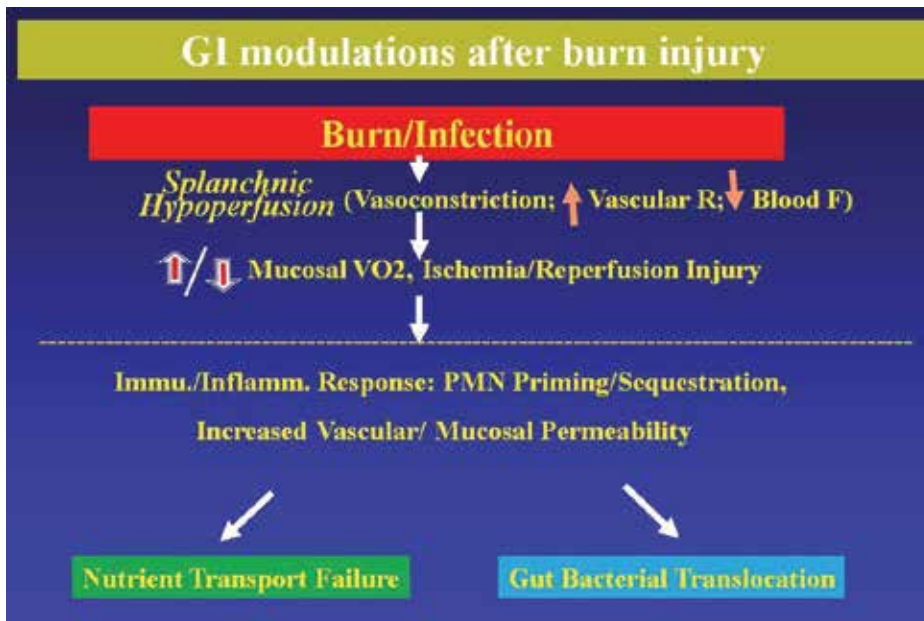 GI modulations after burn injury
Burn/Infection
Splanchnic
Hypoperfusion (Vasoconstriction; Vascular R; Blood F)
/ Mucosal VO2, Ischemia/Reperfusion Injury
Immu./Inflamm. Response: PMN Priming/Sequestration,
Increased Vascular/ Mucosal Permeability
Nutrient Transport Failure
Gut Bacterial Translocation